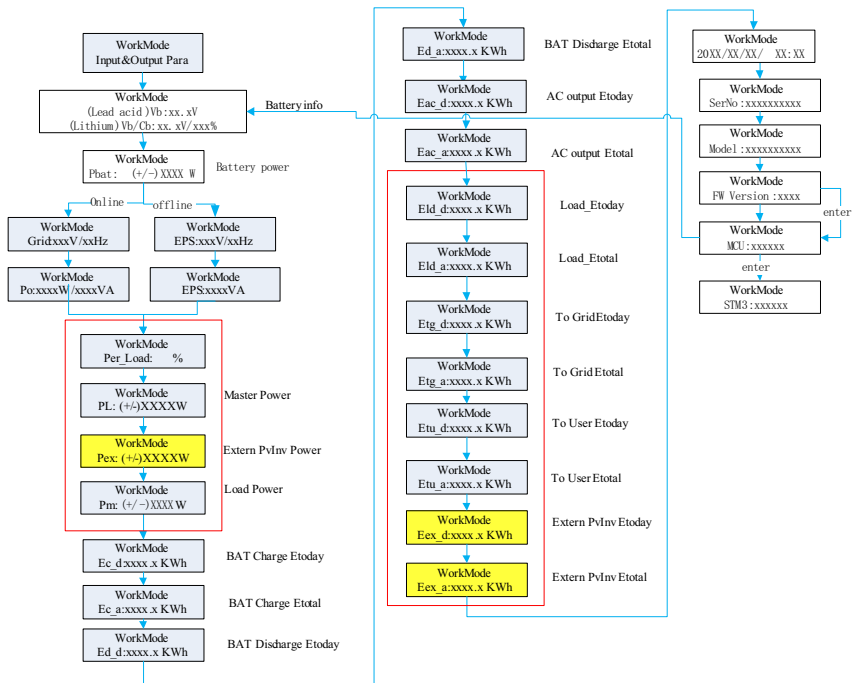 WorkMode
Input&Output Para
WorkMode
(Lead acid)Vb:xx.xV
(Lithium)Vb/Cb:xx.xV/xxx%
Battery info
WorkMode
Pbat: (+/-)XXXX W
Battery power
Online
offline
WorkMode
Grid:xxxV/xxHz
WorkMode
EPS:xxxV/xxHz
WorkMode
Po:xxxxW/xxxxVA
WorkMode
EPS:xxxxVA
WorkMode
Per_Load: %
WorkMode
PL: (+/-)XXXXW
Master Power
WorkMode
Pex: (+/-)XXXXW
Extern PvInv Power
WorkMode
Pm: (+/-)XXXX W
Load Power
WorkMode
Ec_d:xxxx.x KWh
BAT Charge Etoday
WorkMode
Ec_a:xxxx.x KWh
BAT Charge Etotal
WorkMode
Ed_d:xxxx.x KWh
BAT Discharge Etoday
WorkMode
Ed_a:xxxx.x KWh
BAT Discharge Etotal
WorkMode
Eac_d:xxxx.x KWh
AC output Etoday
WorkMode
Eac_a:xxxx.x KWh
AC output Etotal
WorkMode
Eld_d:xxxx.x KWh
Load_Etoday
WorkMode
Eld_a:xxxx.x KWh
Load_Etotal
WorkMode
Etg_d:xxxx.x KWh
To Grid Etoday
WorkMode
Etg_a:xxxx.x KWh
To Grid Etotal
WorkMode
Etu_d:xxxx.x KWh
To User Etoday
WorkMode
Etu_a:xxxx.x KWh
To User Etotal
WorkMode
Eex_d:xxxx.x KWh
Extern PvInv Etoday
WorkMode
Eex_a:xxxx.x KWh
Extern PvInv Etotal
WorkMode
20XX/XX/XX/ XX:XX
WorkMode
SerNo:xxxxxxxxxx
WorkMode
Model:xxxxxxxxxx
WorkMode
FW Version:xxxx
enter
WorkMode
MCU:xxxxxx
enter
WorkMode
STM3:xxxxxx